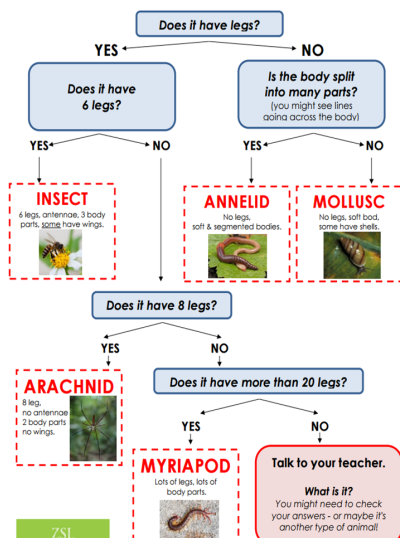 Does it have legs?
YES
NO
Does it have
6 legs?
Is the body split
into many parts?
(you might see lines
going across the body)
YES
NO
YES
NO
INSECT
6 legs, antennae, 3 body
parts, some have wings.
ANNELID
No legs,
soft & segmented bodies.
MOLLUSC
No legs, soft bod,
some have shells.
Does it have 8 legs?
YES
NO
ARACHNID
8 leg,
no antennae
2 body parts
no wings.
Does it have more than 20 legs?
YES
NO
MYRIAPOD
Lots of legs, lots of
body parts.
Talk to your teacher.
What is it?
You might need to check
your answers - or maybe it's
another type of animal!
ZSL